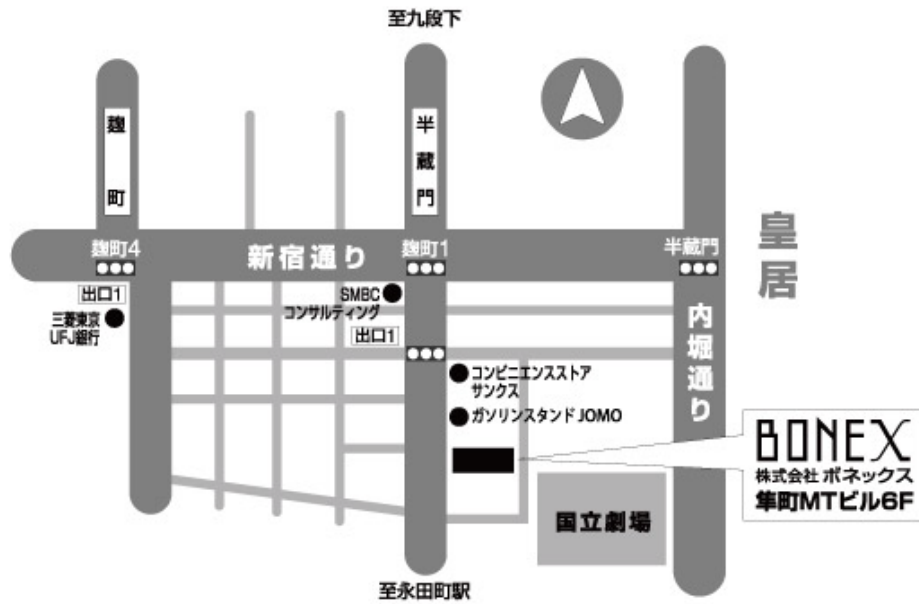 至九段下
麹町
半蔵門
皇居
麹町4
新宿通り
麹町1
半蔵門
出口1
三菱東京
UFJ銀行
SMBC
コンサルティング
出口1
内堀通り
コンビニエンスストア
サンクス
ガソリンスタンド JOMO
BONEX
株式会社 ボネックス
隼町MTビル6F
国立劇場
至永田町駅